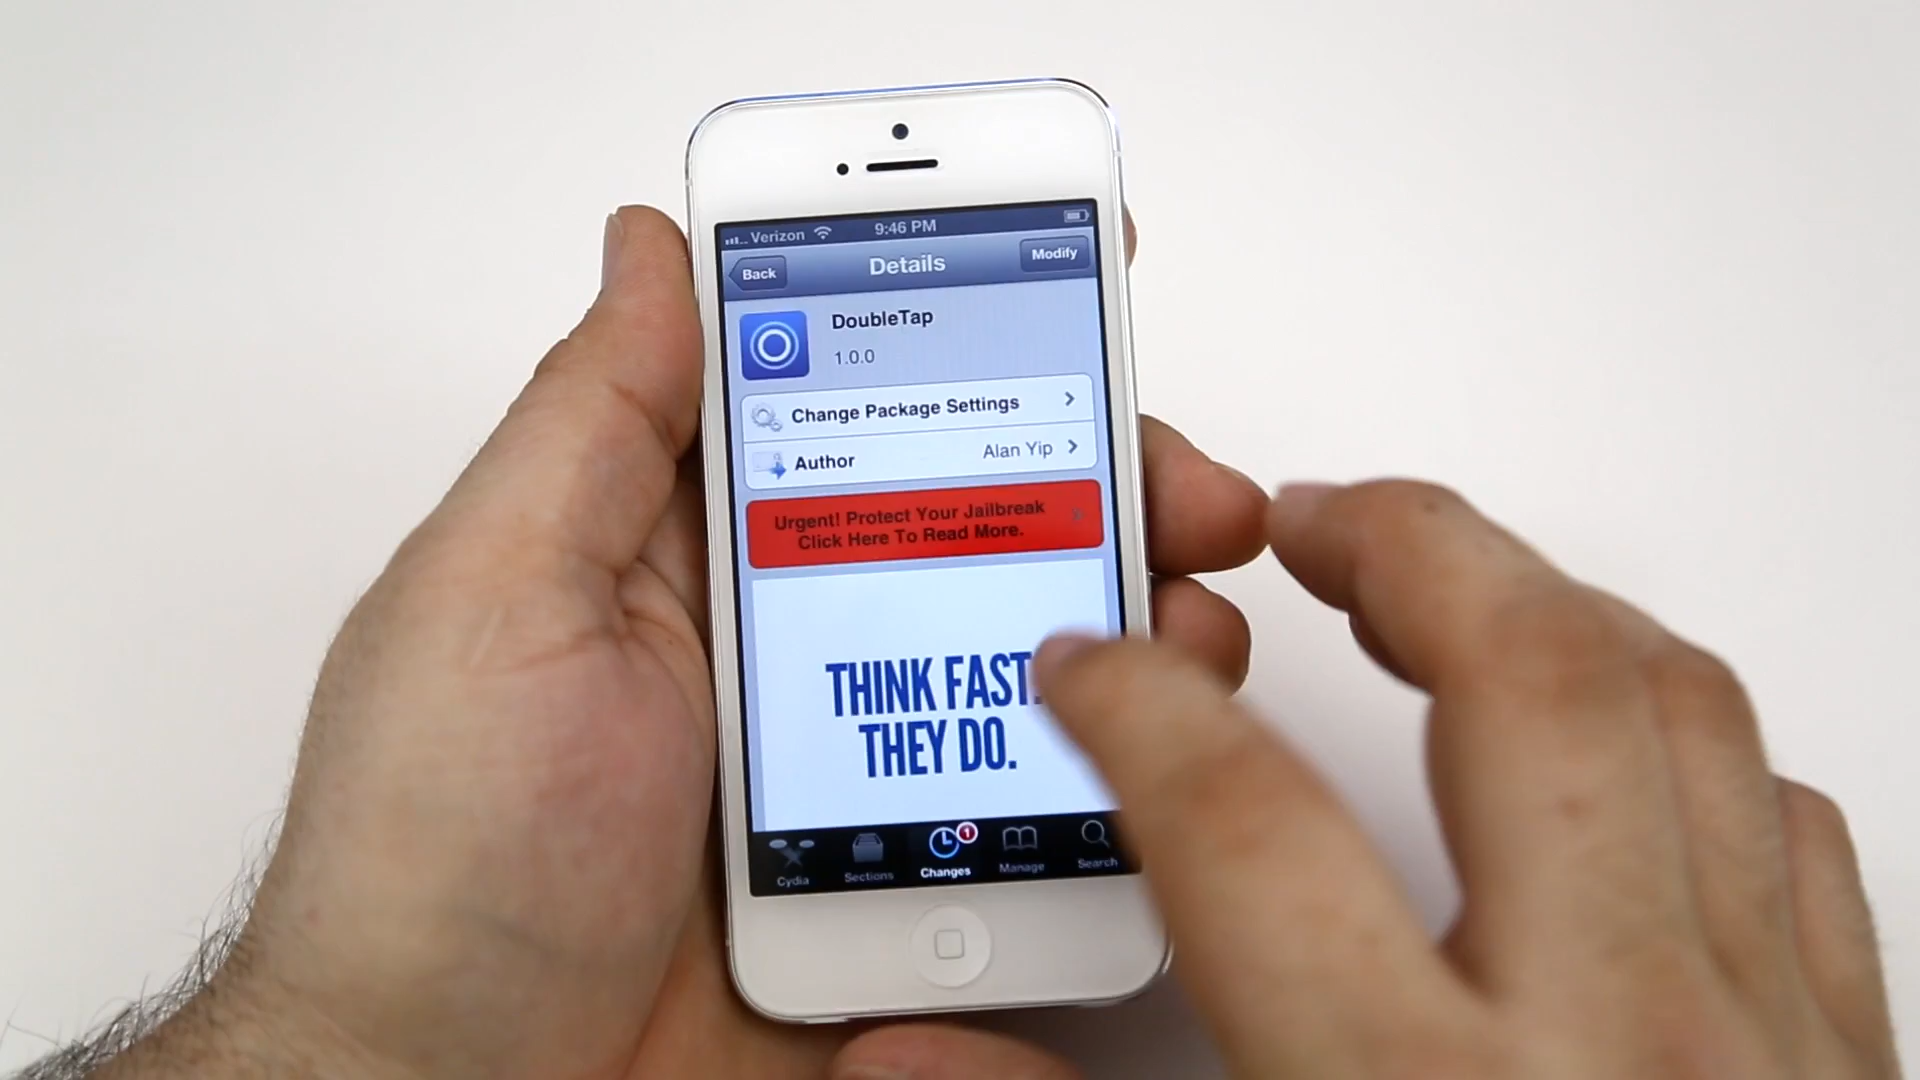 Verizon 9:46 PM
Back Details Modify
DoubleTap
1.0.0
Change Package Settings
Author Alan Yip
Urgent! Protect Your Jailbreak
Click Here To Read More.
THINK FAST.
THEY DO.
1
Cydia Sections Changes Manage Search